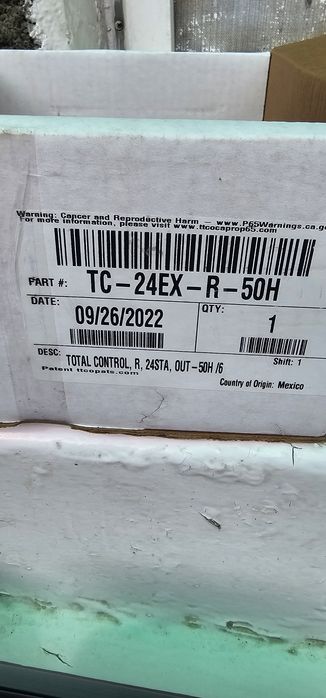 Warning: Cancer and Reproductive Harm — www.P65Warnings.ca.go
For more information, please visit www.ttcocaprop65.com
PART #: TC-24EX-R-50H
DATE: 09/26/2022
QTY: 1
DESC: TOTAL CONTROL, R, 24STA, OUT-50H /6
Shift: 1
Patent ttcopats.com
Country of Origin: Mexico